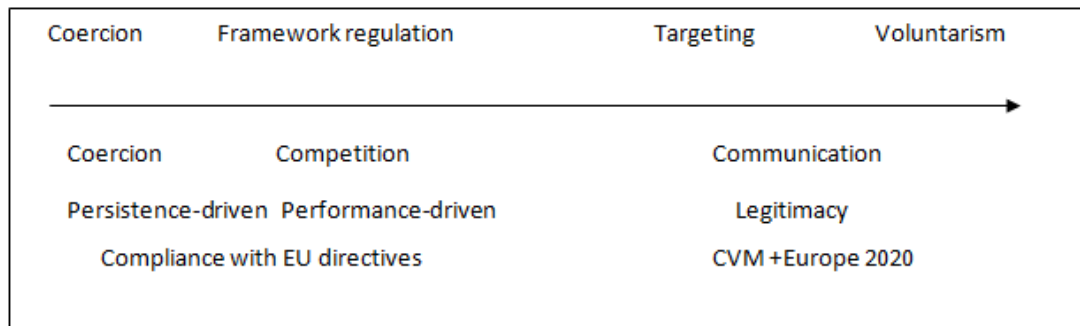 Coercion Framework regulation Targeting Voluntarism
Coercion Competition Communication
Persistence-driven Performance-driven Legitimacy
Compliance with EU directives CVM +Europe 2020